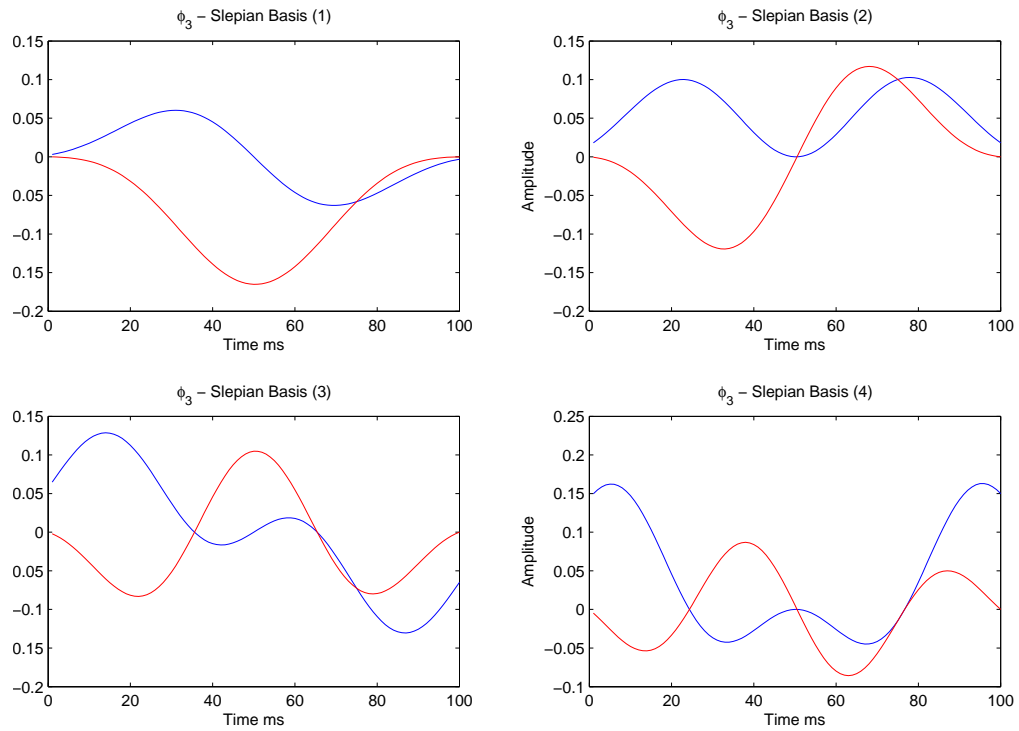 ϕ₃ − Slepian Basis (1)
0.15
0.1
0.05
0
0.05
−0.1
0.15
−0.2
0 20 40 60 80 100
Time ms
ϕ₃ − Slepian Basis (2)
Amplitude
0.15
0.1
0.05
0
−0.05
−0.1
−0.15
−0.2
0 20 40 60 80 100
Time ms
ϕ₃ − Slepian Basis (3)
0.15
0.1
0.05
0
0.05
−0.1
0.15
−0.2
0 20 40 60 80 100
Time ms
ϕ₃ − Slepian Basis (4)
Amplitude
0.25
0.2
0.15
0.1
0.05
0
−0.05
−0.1
0 20 40 60 80 100
Time ms